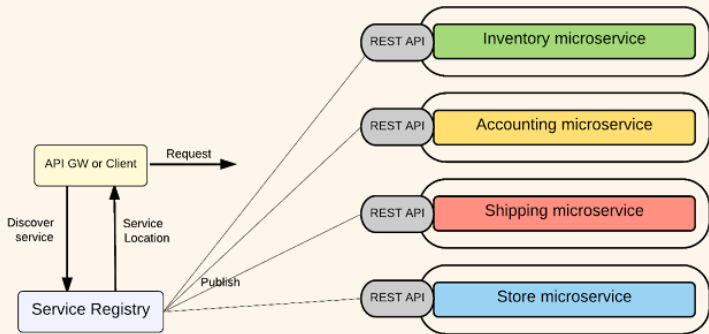 REST API
Inventory microservice
REST API
Accounting microservice
API GW or Client
Request
REST API
Shipping microservice
Discover
service
Service
Location
Publish
Service Registry
REST API
Store microservice